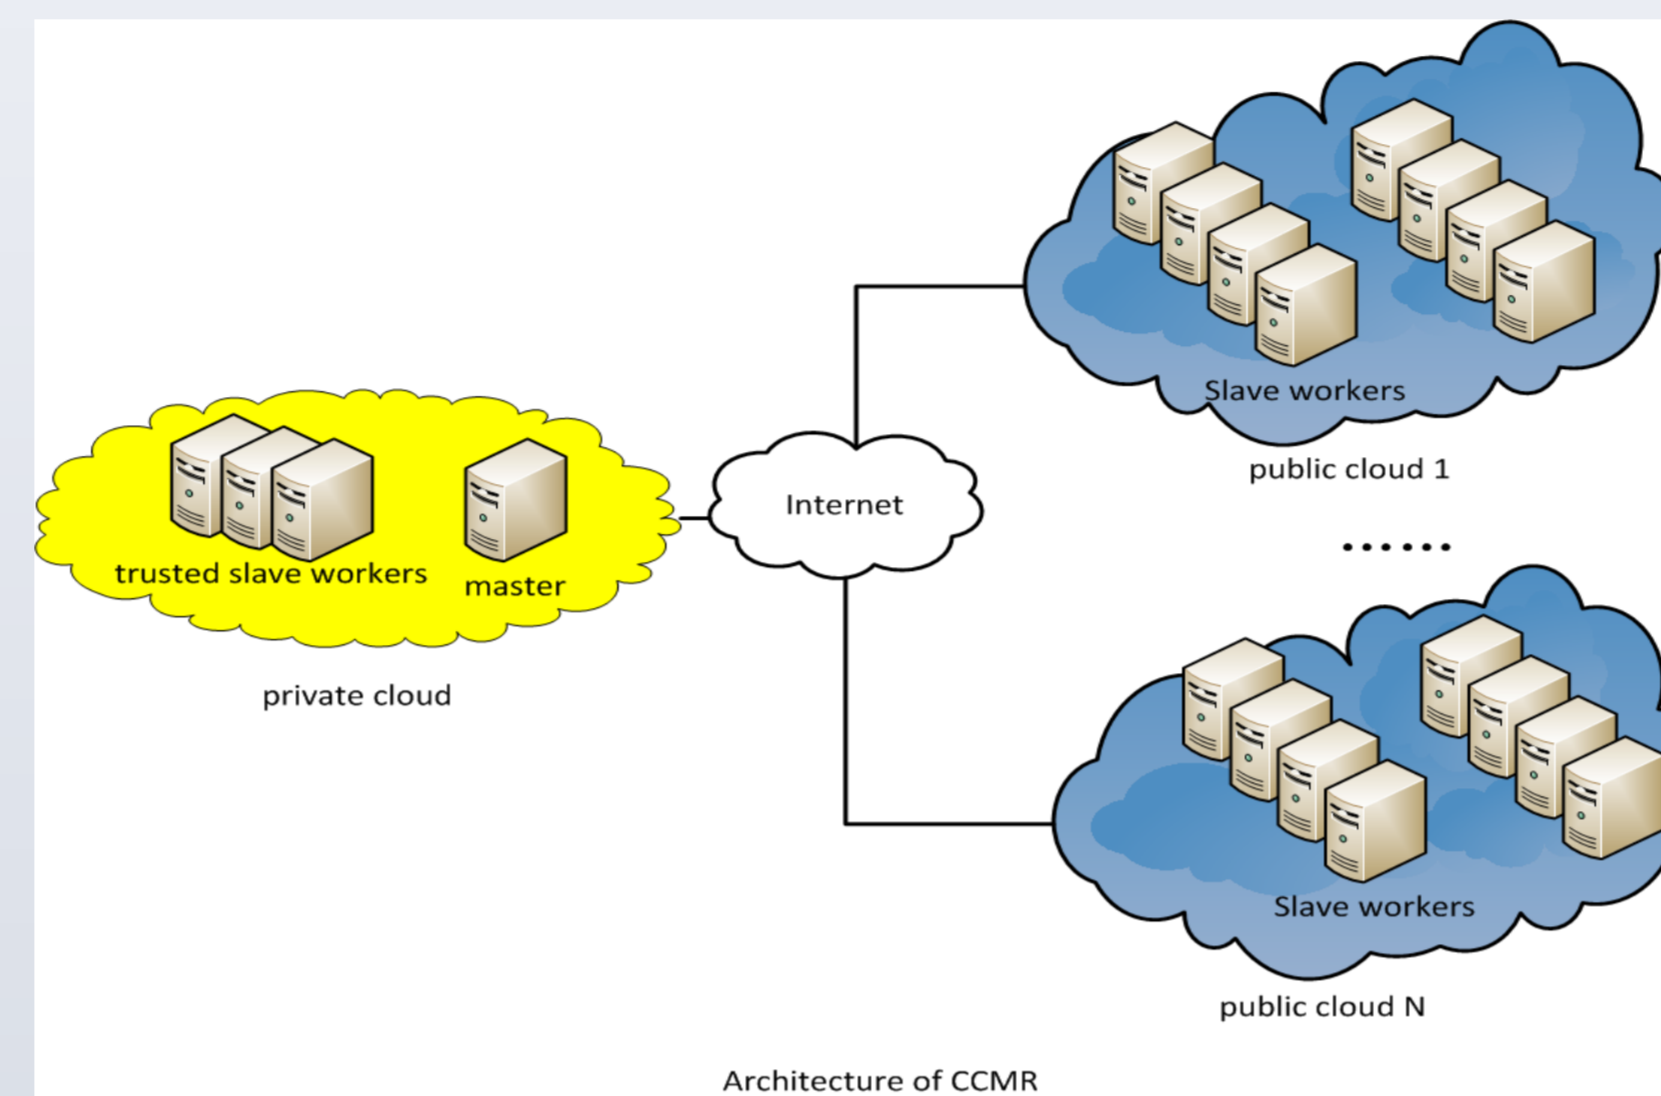 Slave workers
public cloud 1
Internet
......
trusted slave workers
master
private cloud
Slave workers
public cloud N
Architecture of CCMR